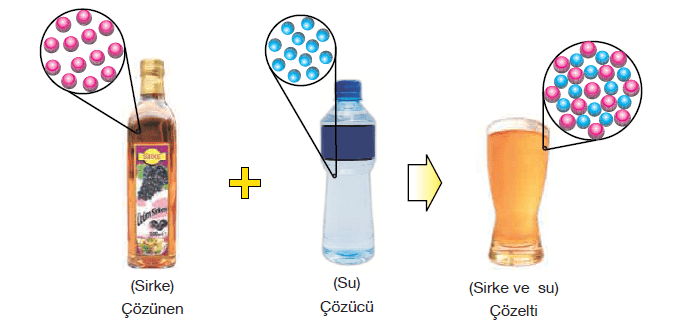 SİRKE
Üzüm Sirkesi
(Sirke)
Çözünen
(Su)
Çözücü
(Sirke ve su)
Çözelti